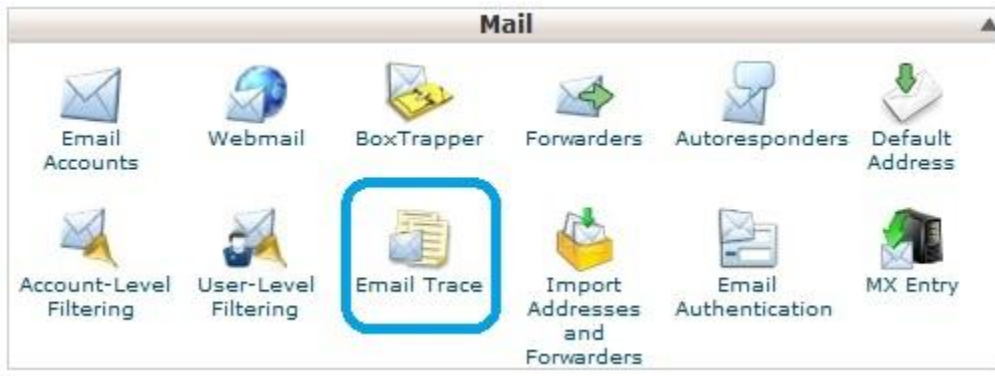 Mail
Email
Accounts
Webmail
BoxTrapper
Forwarders
Autoresponders
Default
Address
Account-Level
Filtering
User-Level
Filtering
Email Trace
Import
Addresses
and
Forwarders
Email
Authentication
MX Entry